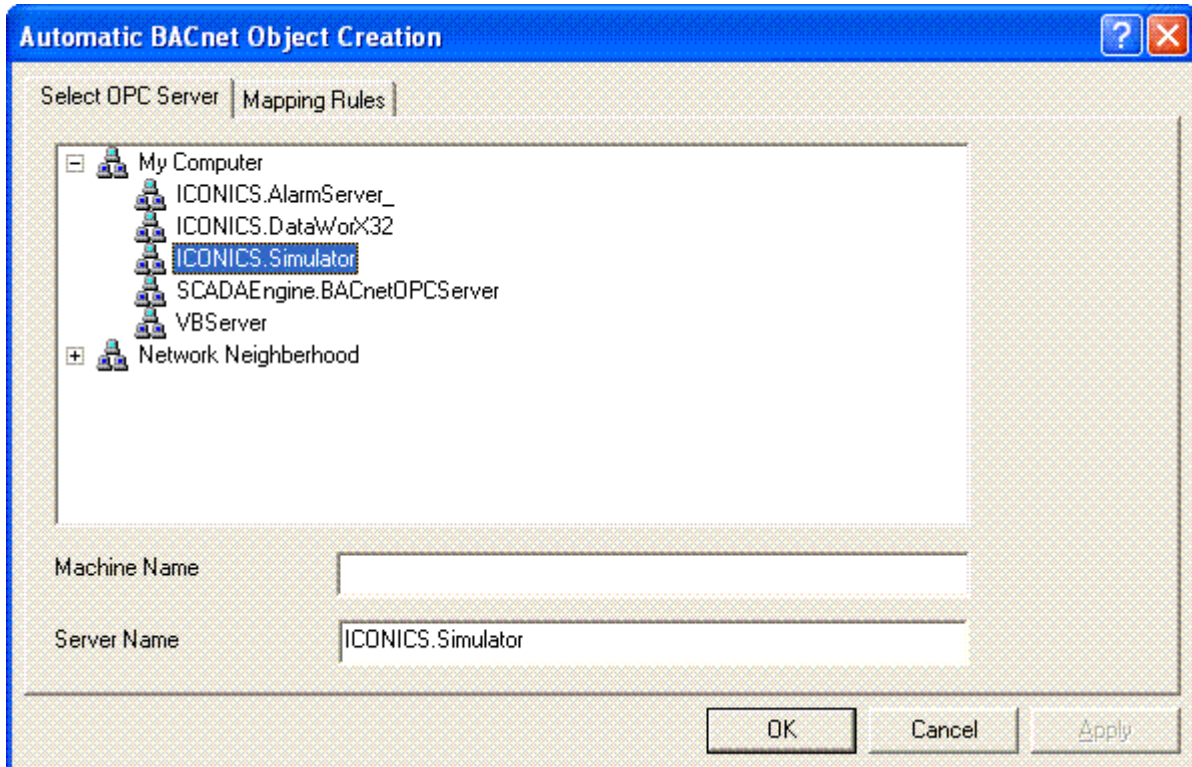 Automatic BACnet Object Creation
Select OPC Server Mapping Rules
My Computer
ICONICS.AlarmServer_
ICONICS.DataWorX32
ICONICS.Simulator
SCADAEngine.BACnetOPCServer
VBServer
Network Neighberhood
Machine Name
Server Name ICONICS.Simulator
OK Cancel Apply